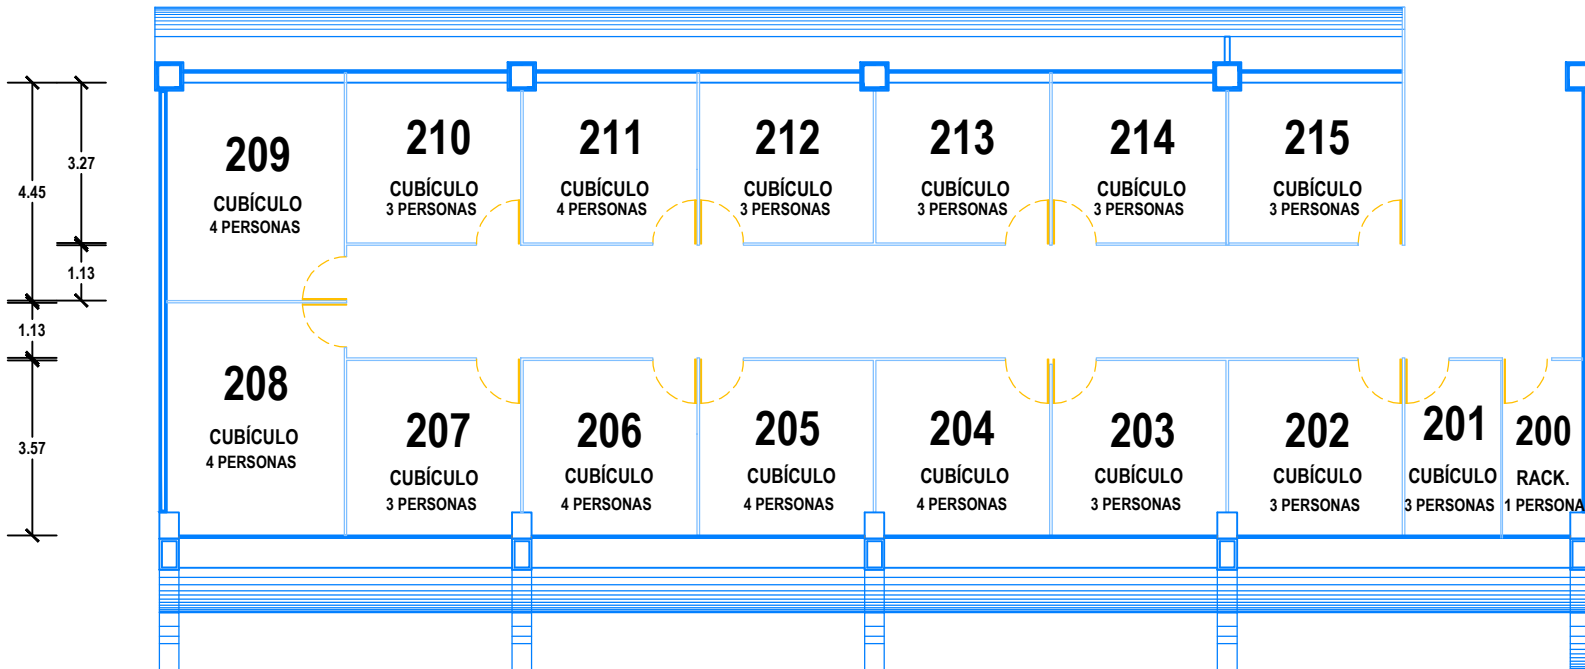 209
CUBÍCULO
4 PERSONAS
210
CUBÍCULO
3 PERSONAS
211
CUBÍCULO
4 PERSONAS
212
CUBÍCULO
3 PERSONAS
213
CUBÍCULO
3 PERSONAS
214
CUBÍCULO
3 PERSONAS
215
CUBÍCULO
3 PERSONAS
3.27
4.45
1.13
1.13
3.57
208
CUBÍCULO
4 PERSONAS
207
CUBÍCULO
3 PERSONAS
206
CUBÍCULO
4 PERSONAS
205
CUBÍCULO
4 PERSONAS
204
CUBÍCULO
4 PERSONAS
203
CUBÍCULO
3 PERSONAS
202
CUBÍCULO
3 PERSONAS
201
CUBÍCULO
3 PERSONAS
200
RACK.
1 PERSONA